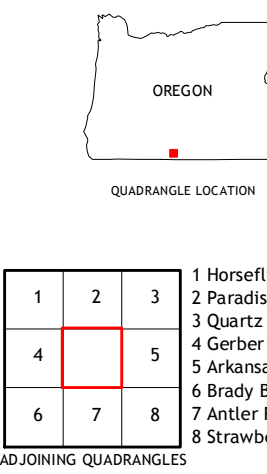 OREGON
QUADRANGLE LOCATION
1 2 3
4 5
6 7 8
1 Horsefl
2 Paradis
3 Quartz
4 Gerber
5 Arkansa
6 Brady B
7 Antler
8 Strawbe
ADJOINING QUADRANGLES